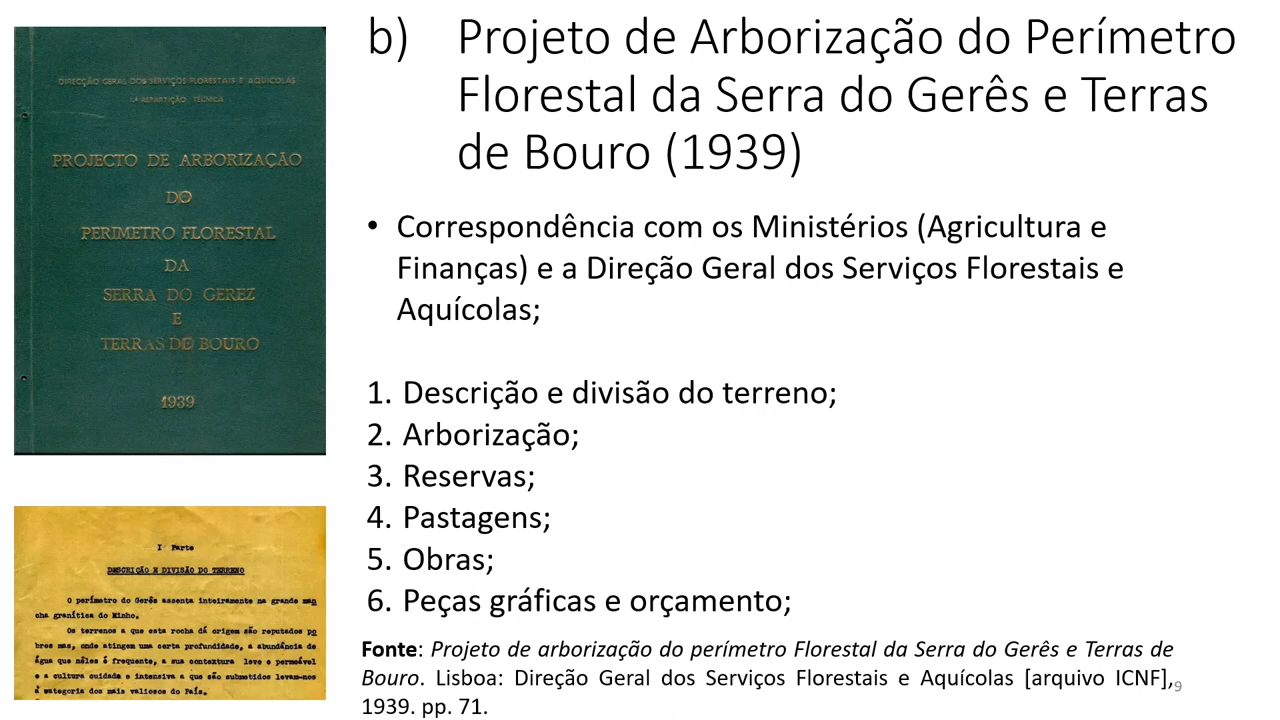 DIRECÇÃO GERAL DOS SERVIÇOS FLORESTAIS E AQUÍCOLAS
1.ª REPARTIÇÃO TÉCNICA
PROJECTO DE ARBORIZAÇÃO
DO
PERIMETRO FLORESTAL
DA
SERRA DO GEREZ
E
TERRAS DE BOURO
1939
I Parte
DESCRIÇÃO E DIVISÃO DO TERRENO
O perímetro do Gerês assenta inteiramente na grande man
cha granítica do Minho.
Os terrenos a que esta rocha dá origem são reputados po
bres mas, onde atingem uma certa profundidade, a abundância de
água que nêles é frequente, a sua contextura leve e permeável
e a cultura cuidada e intensiva a que são submetidos levam-nos
à categoria dos mais valiosos do País.
b) Projeto de Arborização do Perímetro
Florestal da Serra do Gerês e Terras
de Bouro (1939)
• Correspondência com os Ministérios (Agricultura e
Finanças) e a Direção Geral dos Serviços Florestais e
Aquícolas;
1. Descrição e divisão do terreno;
2. Arborização;
3. Reservas;
4. Pastagens;
5. Obras;
6. Peças gráficas e orçamento;
Fonte: Projeto de arborização do perímetro Florestal da Serra do Gerês e Terras de
Bouro. Lisboa: Direção Geral dos Serviços Florestais e Aquícolas [arquivo ICNF],
1939. pp. 71.
9